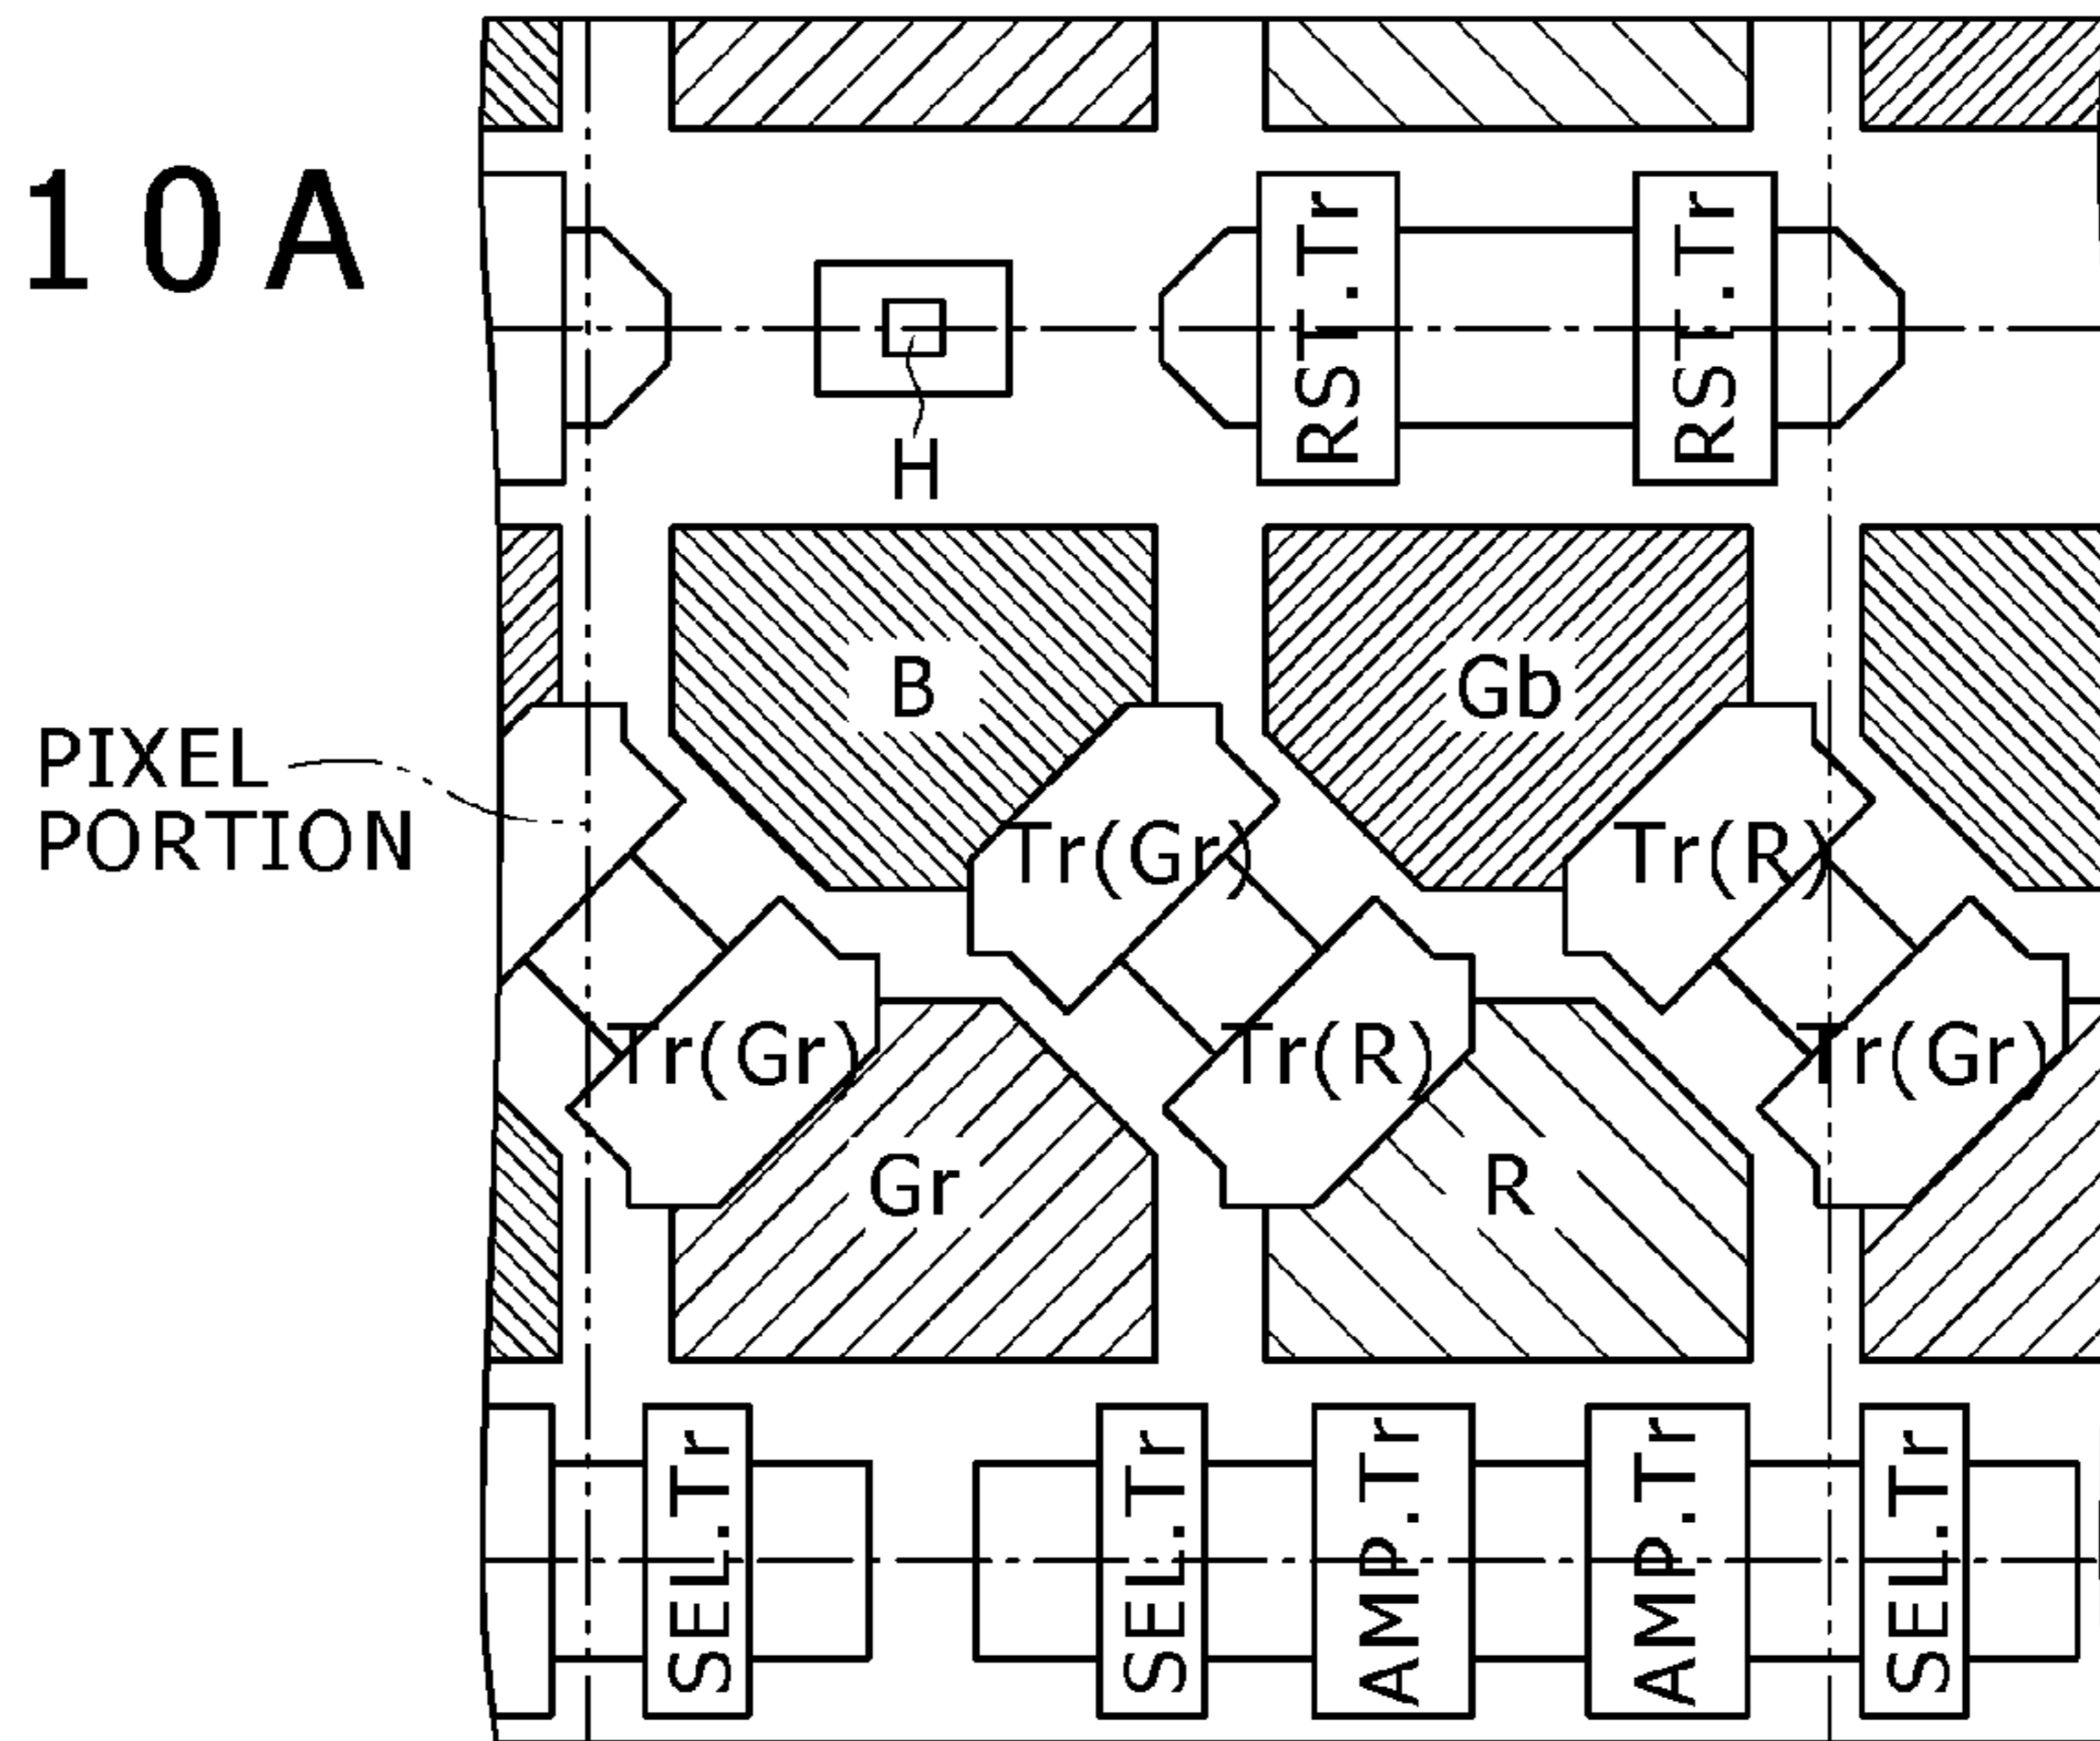 10A
RST.Tr
RST.Tr
H
B
Gb
PIXEL
PORTION
Tr(Gr)
Tr(R)
Tr(Gr)
Tr(R)
Tr(Gr)
Gr
R
SEL.Tr
SEL.Tr
AMP.Tr
AMP.Tr
SEL.Tr